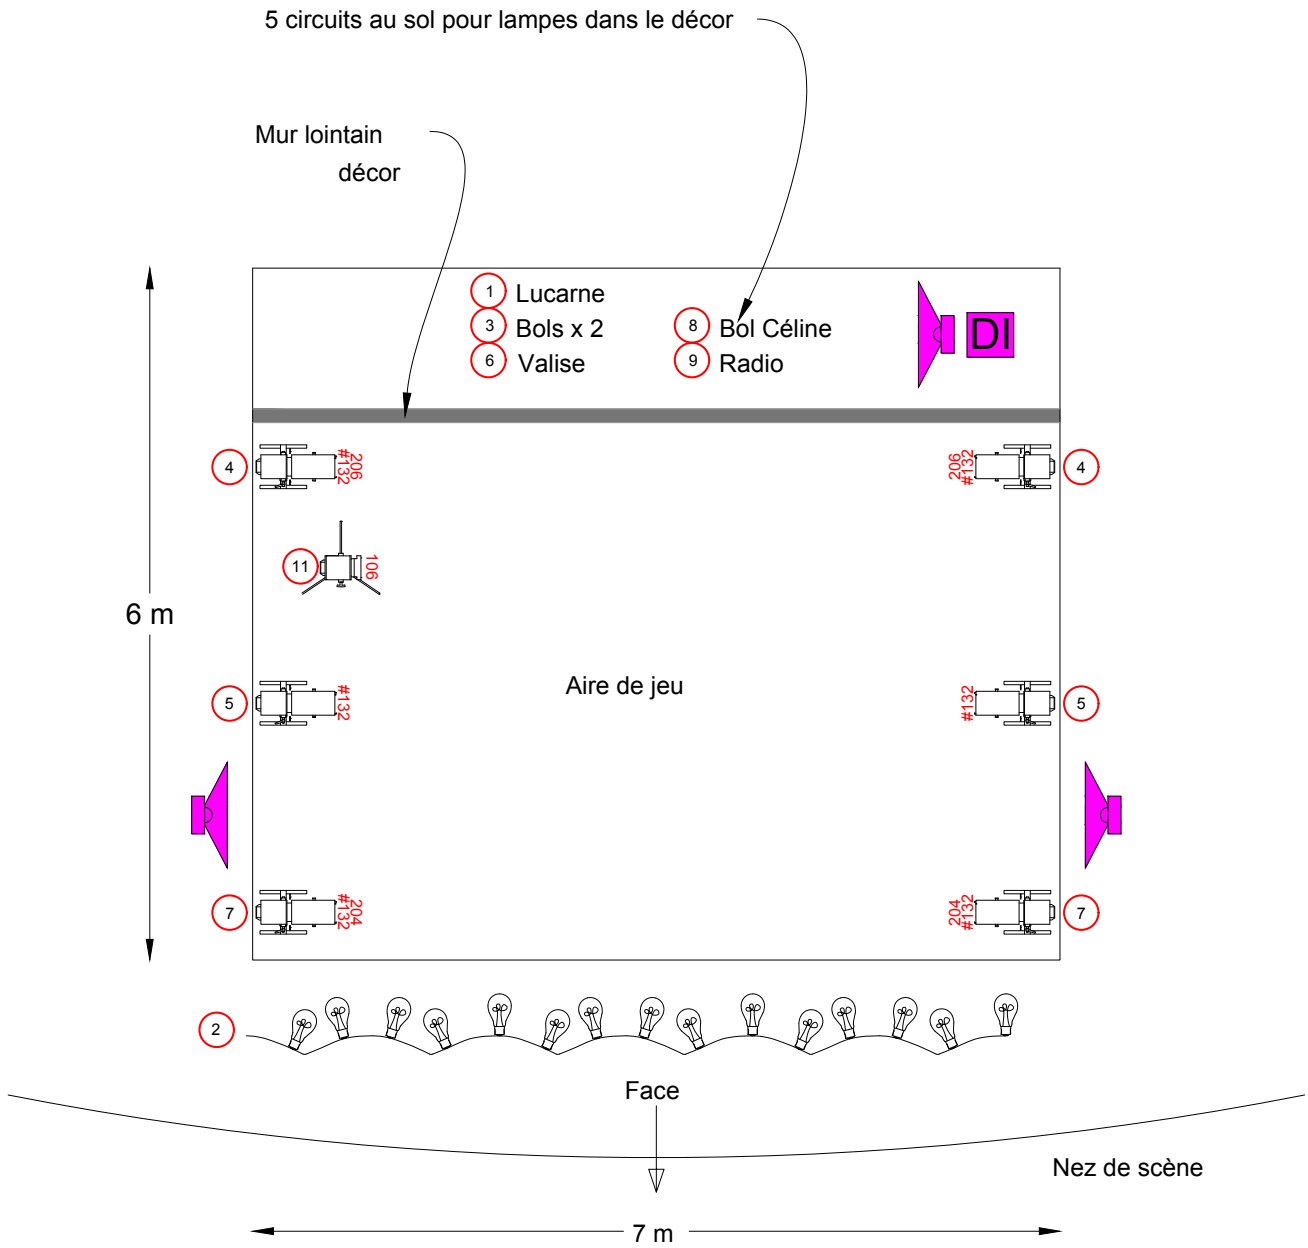 5 circuits au sol pour lampes dans le décor
Mur lointain
décor
1 Lucarne
3 Bols x 2
6 Valise
8 Bol Céline
9 Radio
DI
4
206
#132
206
#132
4
11
106
6 m
Aire de jeu
5
#132
#132
5
7
204
#132
204
#132
7
2
Face
Nez de scène
7 m